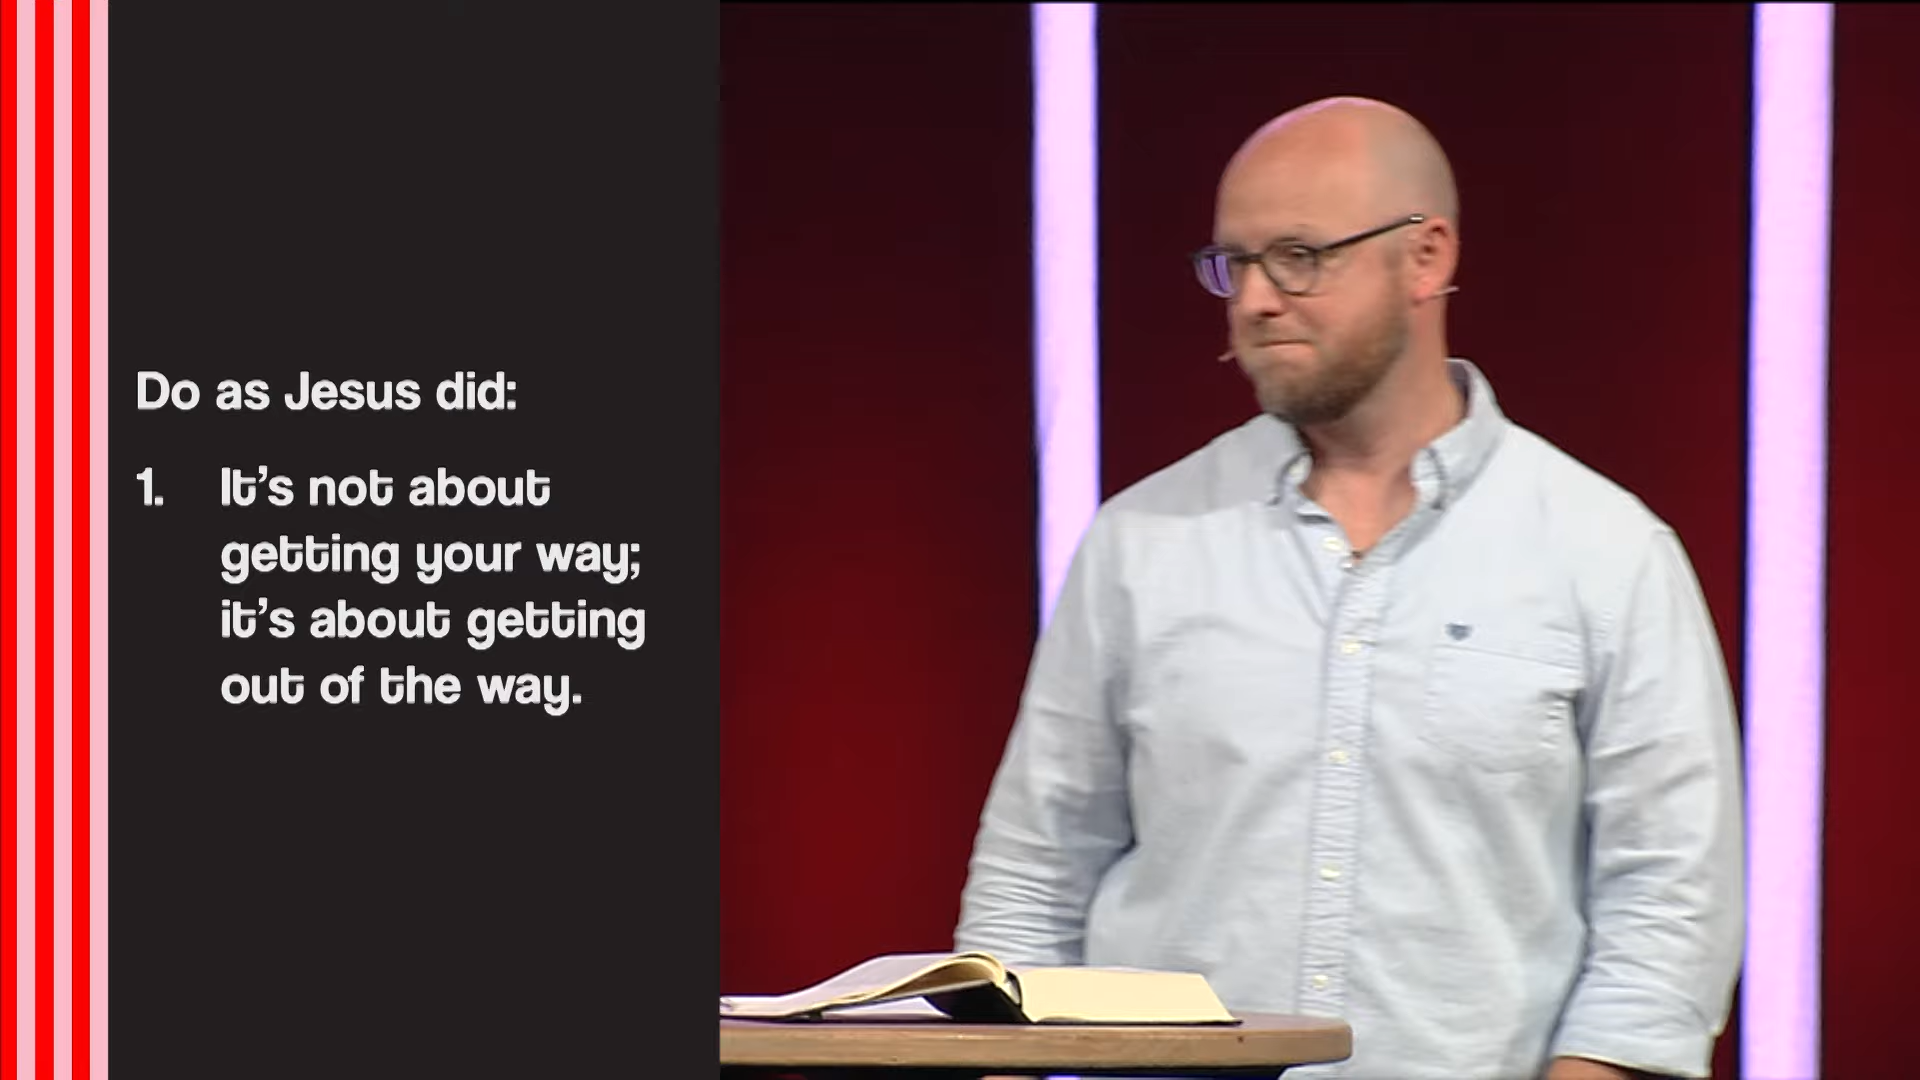 Do as Jesus did:
1. It's not about
getting your way;
it's about getting
out of the way.